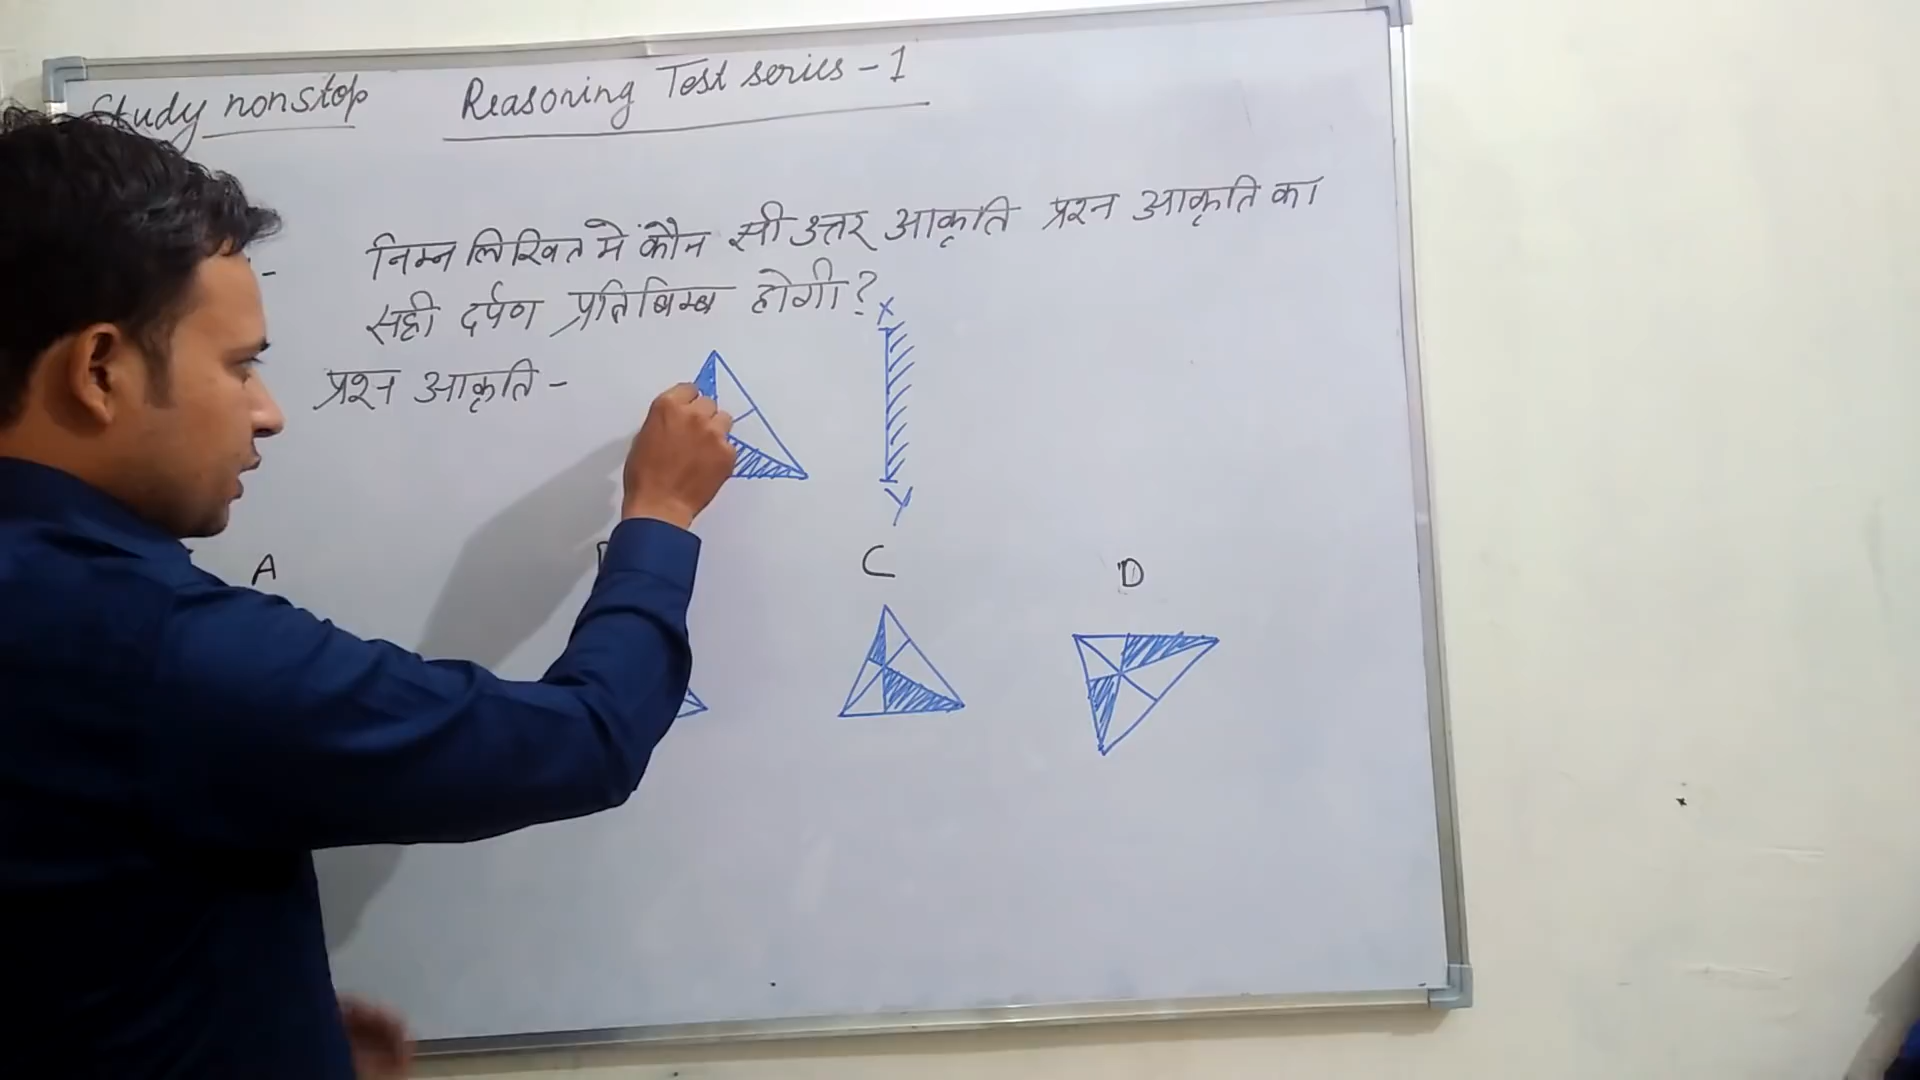 Study nonstop Reasoning Test series - 1
निम्न लिखित में कौन सी उत्तर आकृति प्रश्न आकृति का
सही दर्पण प्रतिबिम्ब होगी?
X
प्रश्न आकृति -
Y
A C D